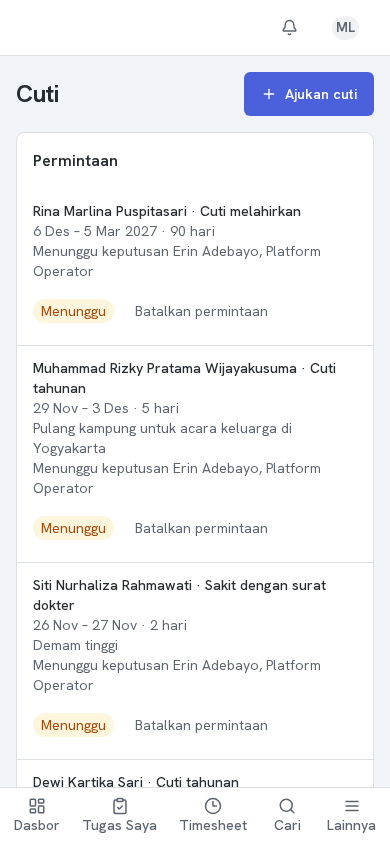 ML
Cuti
Ajukan cuti
Permintaan
Rina Marlina Puspitasari · Cuti melahirkan
6 Des – 5 Mar 2027 · 90 hari
Menunggu keputusan Erin Adebayo, Platform
Operator
Menunggu
Batalkan permintaan
Muhammad Rizky Pratama Wijayakusuma · Cuti
tahunan
29 Nov – 3 Des · 5 hari
Pulang kampung untuk acara keluarga di
Yogyakarta
Menunggu keputusan Erin Adebayo, Platform
Operator
Menunggu
Batalkan permintaan
Siti Nurhaliza Rahmawati · Sakit dengan surat
dokter
26 Nov – 27 Nov · 2 hari
Demam tinggi
Menunggu keputusan Erin Adebayo, Platform
Operator
Menunggu
Batalkan permintaan
Dewi Kartika Sari · Cuti tahunan
Dasbor
Tugas Saya
Timesheet
Cari
Lainnya